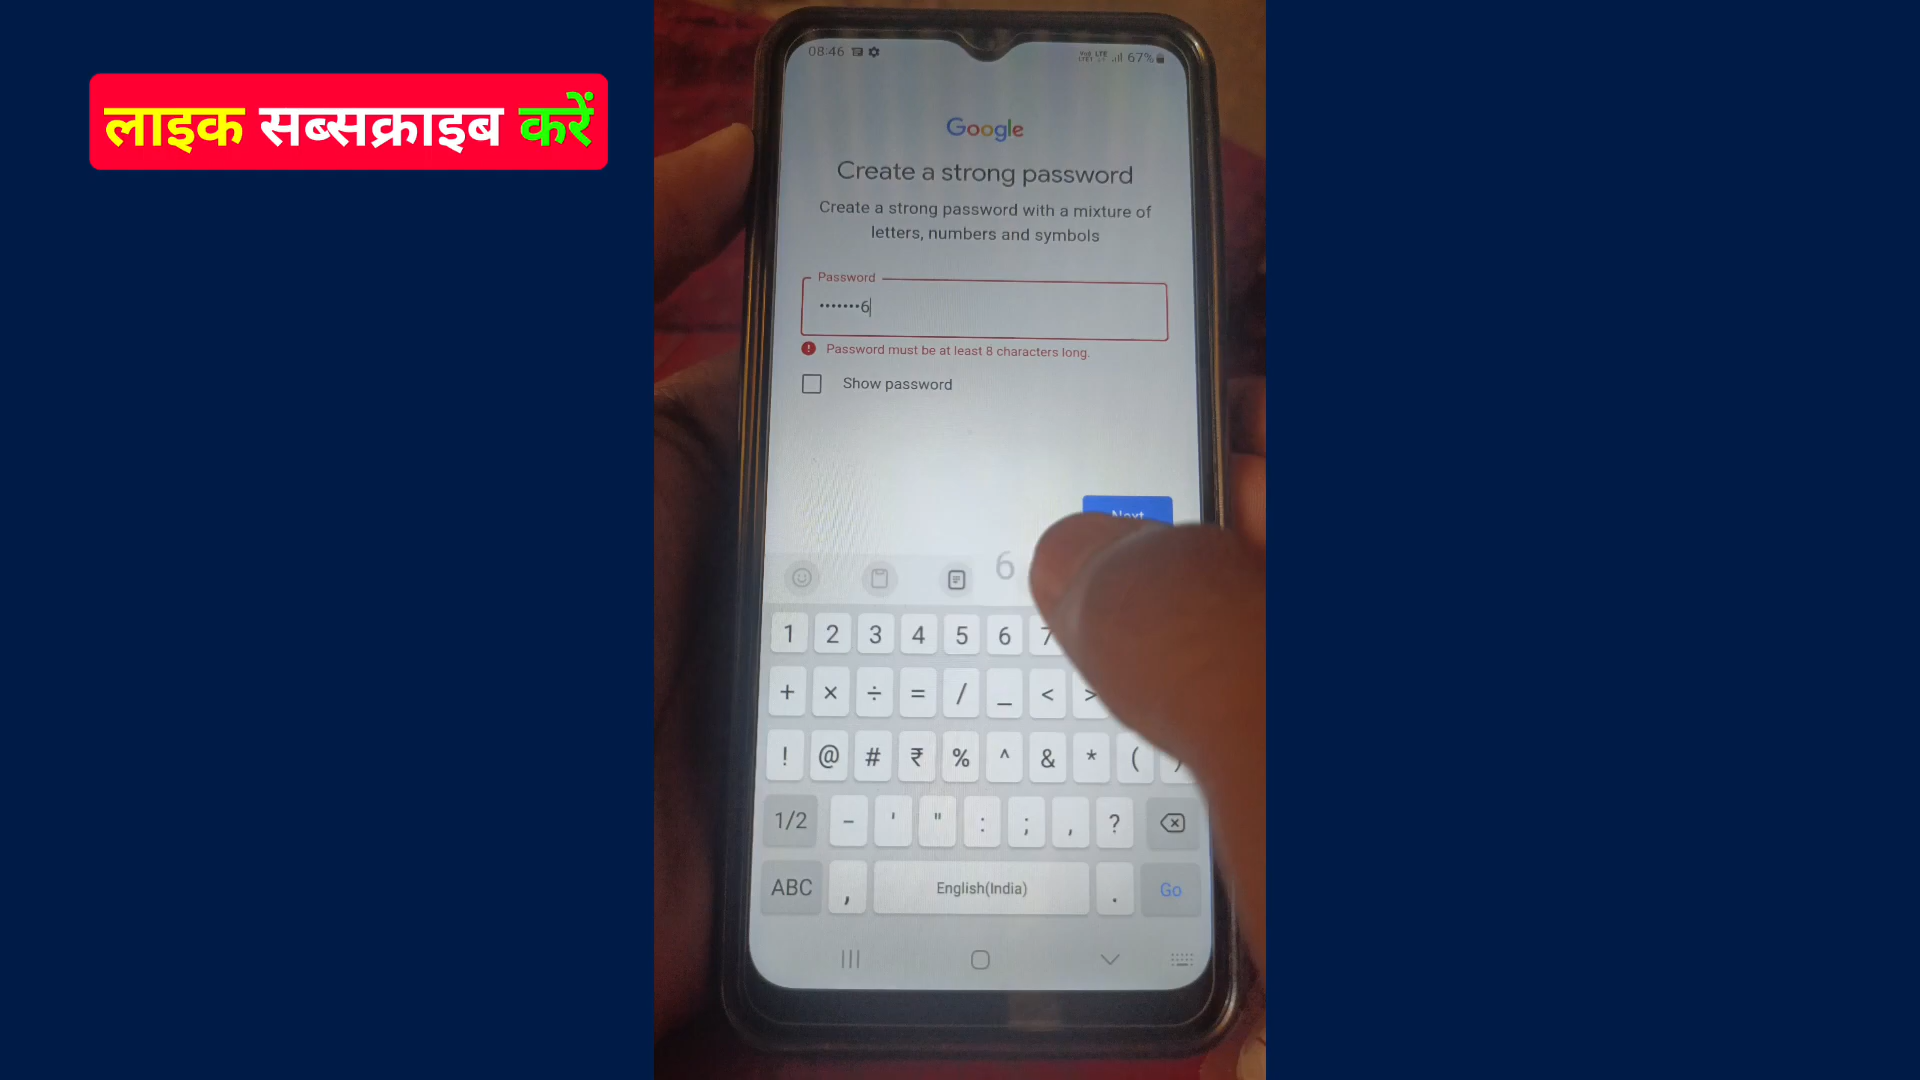 लाइक सब्सक्राइब करें
08:46
67%
Google
Create a strong password
Create a strong password with a mixture of
letters, numbers and symbols
Password
•••••••6
Password must be at least 8 characters long.
Show password
Next
6
1 2 3 4 5 6 7
+ × ÷ = / _ < >
! @ # ₹ % ^ & * ( )
1/2 - ' " : ; , ?
ABC , English(India) . Go